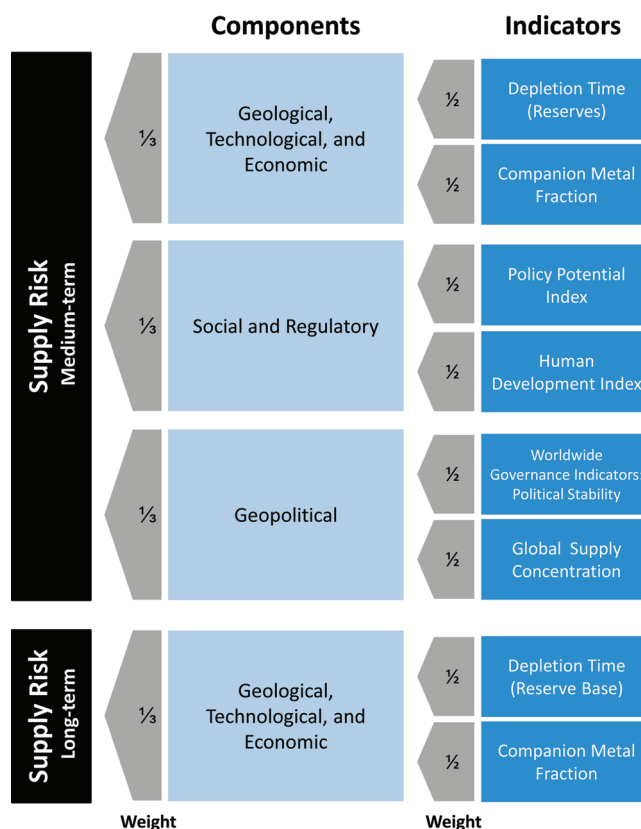 Components
Indicators
Supply Risk
Medium-term
⅓
Geological,
Technological, and
Economic
½
Depletion Time
(Reserves)
½
Companion Metal
Fraction
⅓
Social and Regulatory
½
Policy Potential
Index
½
Human
Development Index
⅓
Geopolitical
½
Worldwide
Governance Indicators:
Political Stability
½
Global Supply
Concentration
Supply Risk
Long-term
⅓
Geological,
Technological, and
Economic
½
Depletion Time
(Reserve Base)
½
Companion Metal
Fraction
Weight
Weight